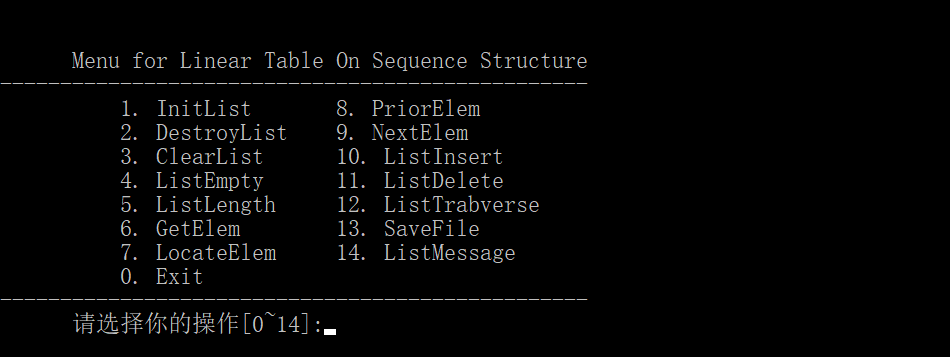 Menu for Linear Table On Sequence Structure
-------------------------------------------------
1. InitList 8. PriorElem
2. DestroyList 9. NextElem
3. ClearList 10. ListInsert
4. ListEmpty 11. ListDelete
5. ListLength 12. ListTrabverse
6. GetElem 13. SaveFile
7. LocateElem 14. ListMessage
0. Exit
-------------------------------------------------
请选择你的操作[0~14]: